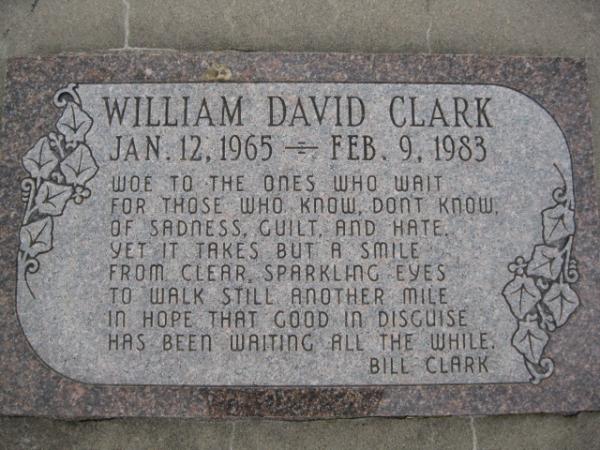 WILLIAM DAVID CLARK
JAN. 12, 1965 — FEB. 9, 1983
WOE TO THE ONES WHO WAIT
FOR THOSE WHO KNOW, DONT KNOW,
OF SADNESS, GUILT, AND HATE.
YET IT TAKES BUT A SMILE
FROM CLEAR, SPARKLING EYES
TO WALK STILL ANOTHER MILE
IN HOPE THAT GOOD IN DISGUISE
HAS BEEN WAITING ALL THE WHILE.
BILL CLARK